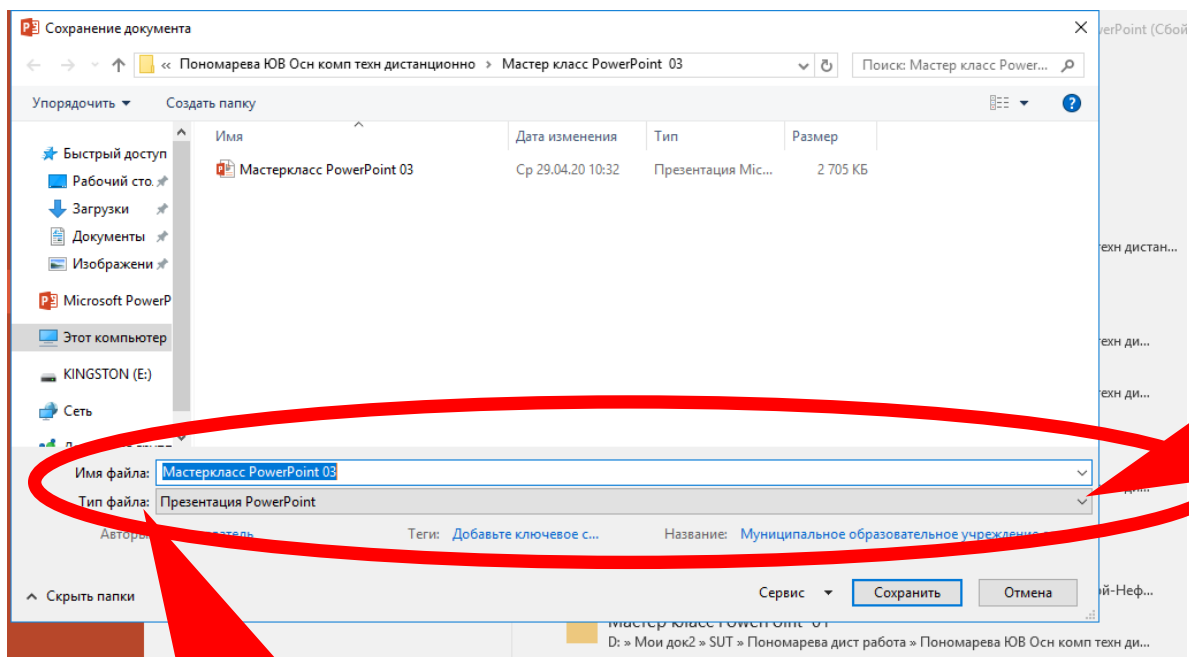 Сохранение документа
verPoint (Сбой
« Пономарева ЮВ Осн комп техн дистанционно > Мастер класс PowerPoint 03
Поиск: Мастер класс Power...
Упорядочить
Создать папку
Имя
Дата изменения
Тип
Размер
Быстрый доступ
Мастеркласс PowerPoint 03
Ср 29.04.20 10:32
Презентация Mic...
2 705 КБ
Рабочий сто.
Загрузки
Документы
техн дистан...
Изображени
Microsoft PowerP
Этот компьютер
техн ди...
KINGSTON (E:)
техн ди...
Сеть
Имя файла: Мастеркласс PowerPoint 03
Тип файла: Презентация PowerPoint
Авторы:
Теги: Добавьте ключевое с...
Название: Муниципальное образовательное учреждение
Скрыть папки
Сервис
Сохранить
Отмена
ой-Неф...
Мастер класс PowerPoint 01
D: » Мои док2 » SUT » Пономарева дист работа » Пономарева ЮВ Осн комп техн ди...